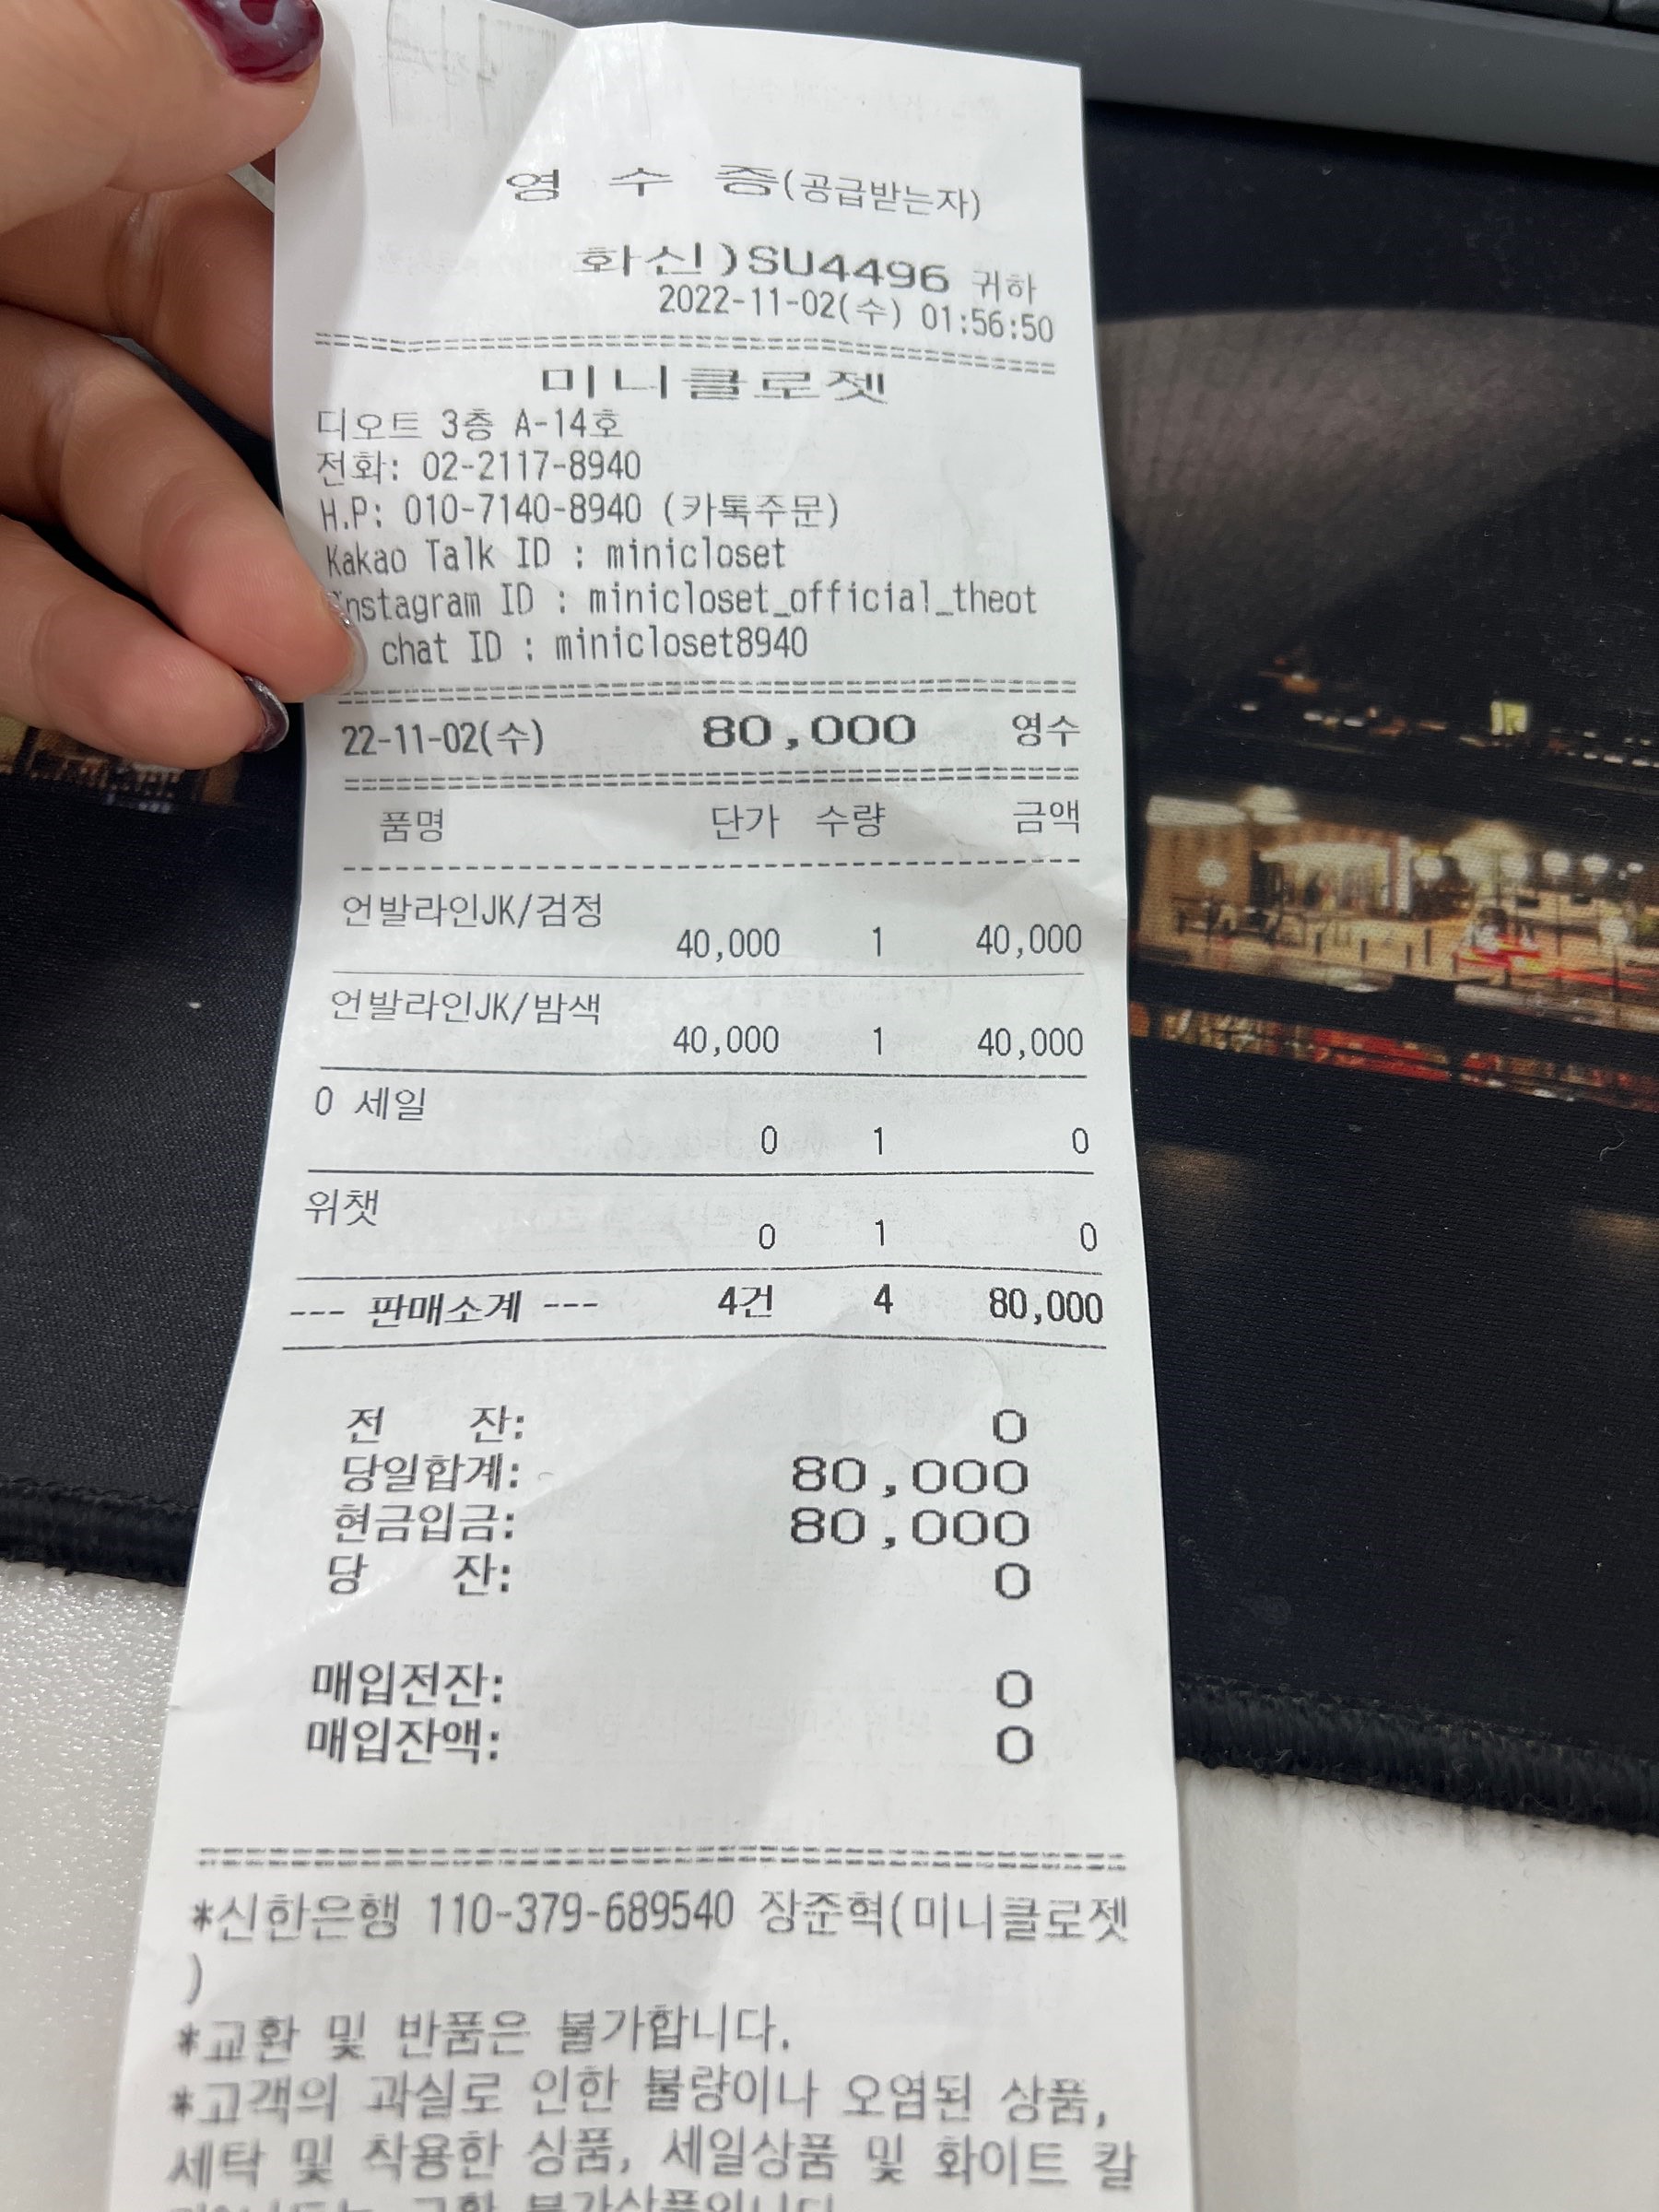 영 수 증(공급받는자)
화신)SU4496 귀하
2022-11-02(수) 01:56:50
미니클로젯
디오트 3층 A-14호
전화: 02-2117-8940
H.P: 010-7140-8940 (카톡주문)
Kakao Talk ID : minicloset
Instagram ID : minicloset_official_theot
chat ID : minicloset8940
22-11-02(수) 80,000 영수
품명 단가 수량 금액
언발라인JK/검정
40,000 1 40,000
언발라인JK/밤색
40,000 1 40,000
0 세일
0 1 0
위챗
0 1 0
--- 판매소계 --- 4건 4 80,000
전 잔: 0
당일합계: 80,000
현금입금: 80,000
당 잔: 0
매입전잔: 0
매입잔액: 0
*신한은행 110-379-689540 장준혁(미니클로젯
)
*교환 및 반품은 불가합니다.
*고객의 과실로 인한 불량이나 오염된 상품,
세탁 및 착용한 상품, 세일상품 및 화이트 칼
교환 불가상품입니다